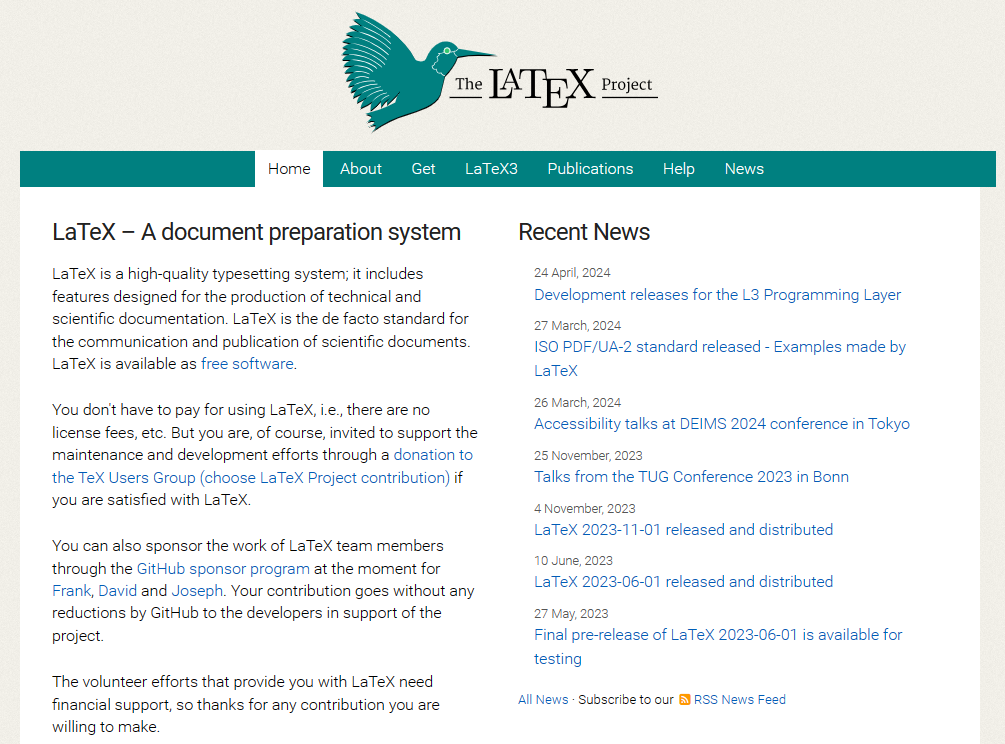 The LATEX Project
Home About Get LaTeX3 Publications Help News
LaTeX – A document preparation system
LaTeX is a high-quality typesetting system; it includes
features designed for the production of technical and
scientific documentation. LaTeX is the de facto standard for
the communication and publication of scientific documents.
LaTeX is available as free software.
You don't have to pay for using LaTeX, i.e., there are no
license fees, etc. But you are, of course, invited to support the
maintenance and development efforts through a donation to
the TeX Users Group (choose LaTeX Project contribution) if
you are satisfied with LaTeX.
You can also sponsor the work of LaTeX team members
through the GitHub sponsor program at the moment for
Frank, David and Joseph. Your contribution goes without any
reductions by GitHub to the developers in support of the
project.
The volunteer efforts that provide you with LaTeX need
financial support, so thanks for any contribution you are
willing to make.
Recent News
24 April, 2024
Development releases for the L3 Programming Layer
27 March, 2024
ISO PDF/UA-2 standard released - Examples made by
LaTeX
26 March, 2024
Accessibility talks at DEIMS 2024 conference in Tokyo
25 November, 2023
Talks from the TUG Conference 2023 in Bonn
4 November, 2023
LaTeX 2023-11-01 released and distributed
10 June, 2023
LaTeX 2023-06-01 released and distributed
27 May, 2023
Final pre-release of LaTeX 2023-06-01 is available for
testing
All News · Subscribe to our RSS News Feed